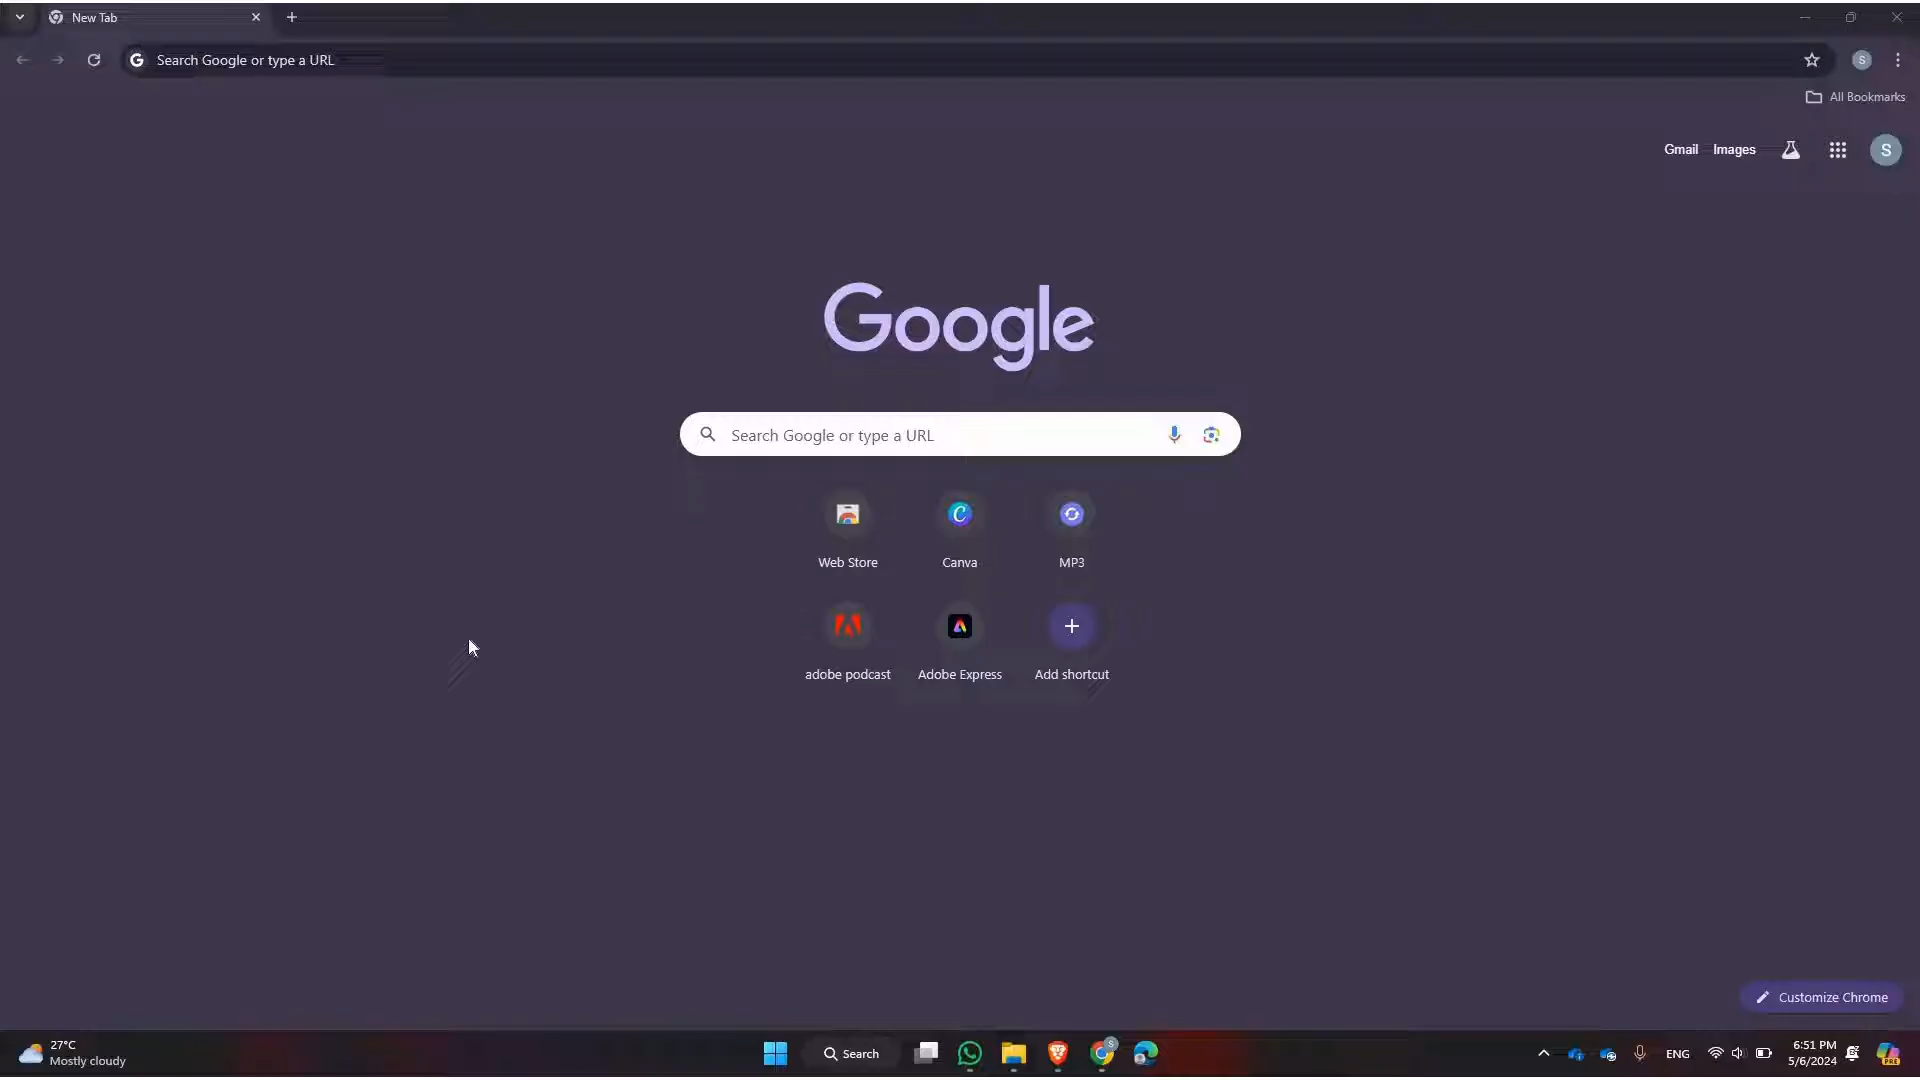 New Tab
Search Google or type a URL
All Bookmarks
Gmail Images S
Google
Search Google or type a URL
Web Store Canva MP3
adobe podcast Adobe Express Add shortcut
Customize Chrome
27°C
Mostly cloudy
Search
ENG
6:51 PM
5/6/2024
PRE